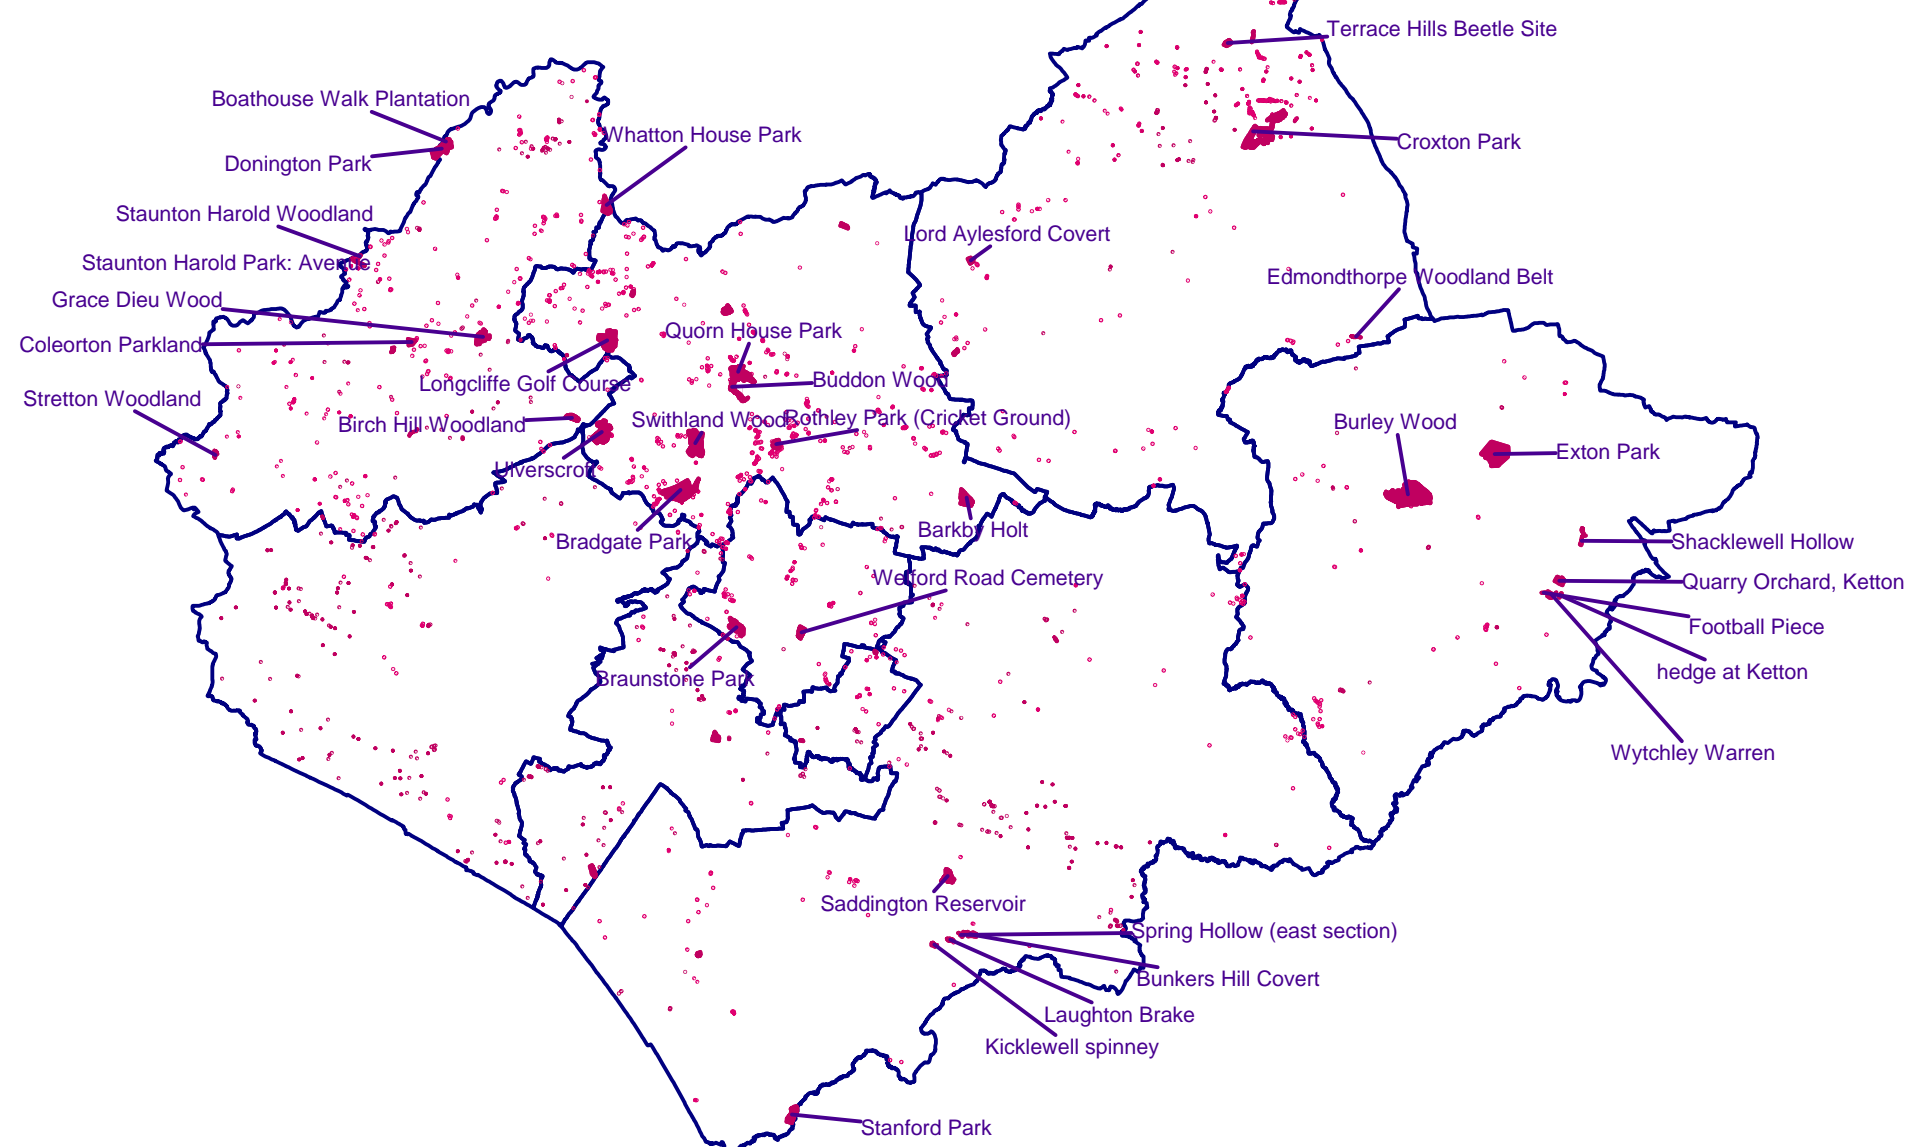 Terrace Hills Beetle Site
Boathouse Walk Plantation
Whatton House Park
Croxton Park
Donington Park
Staunton Harold Woodland
Lord Aylesford Covert
Staunton Harold Park: Avenue
Edmondthorpe Woodland Belt
Grace Dieu Wood
Quorn House Park
Coleorton Parkland
Longcliffe Golf Course
Buddon Wood
Stretton Woodland
Swithland Woods
Rothley Park (Cricket Ground)
Burley Wood
Birch Hill Woodland
Exton Park
Ulverscroft
Barkby Holt
Bradgate Park
Shacklewell Hollow
Welford Road Cemetery
Quarry Orchard, Ketton
Football Piece
hedge at Ketton
Braunstone Park
Wytchley Warren
Saddington Reservoir
Spring Hollow (east section)
Bunkers Hill Covert
Laughton Brake
Kicklewell spinney
Stanford Park